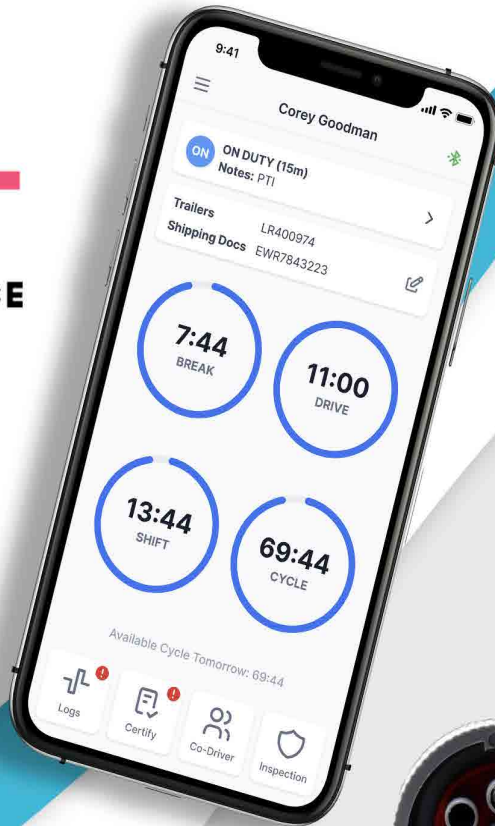 9:41
Corey Goodman
ON
ON DUTY (15m)
Notes: PTI
Trailers LR400974
Shipping Docs EWR7843223
7:44
BREAK
11:00
DRIVE
13:44
SHIFT
69:44
CYCLE
Available Cycle Tomorrow: 69:44
Logs
Certify
Co-Driver
Inspection